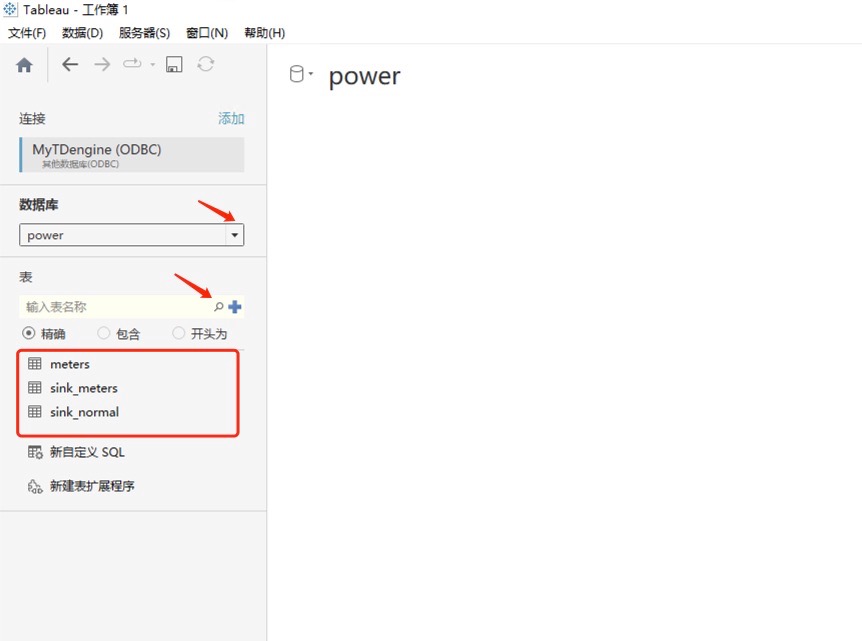 Tableau - 工作簿 1
文件(F) 数据(D) 服务器(S) 窗口(N) 帮助(H)
power
连接 添加
MyTDengine (ODBC)
其他数据库(ODBC)
数据库
power
表
输入表名称
精确 包含 开头为
meters
sink_meters
sink_normal
新自定义 SQL
新建表扩展程序